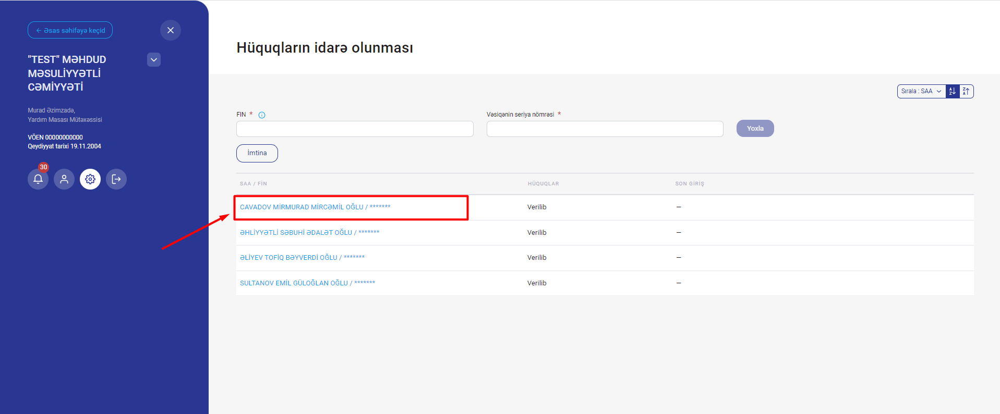 ← Əsas səhifəyə keçid
"TEST" MƏHDUD
MƏSULİYYƏTLİ
CƏMİYYƏTİ
Murad Əzimzadə,
Yardım Masası Mütəxəssisi
VÖEN 00000000000
Qeydiyyat tarixi 19.11.2004
30
Hüquqların idarə olunması
Sırala : SAA
A Z Z A
FIN * Vəsiqənin seriya nömrəsi *
Yoxla
İmtina
SAA / FİN HÜQUQLAR SON GİRİŞ
CAVADOV MİRMURAD MİRCƏMİL OĞLU / ******* Verilib —
ƏHLİYYƏTLİ SƏBUHİ ƏDALƏT OĞLU / ******* Verilib —
ƏLİYEV TOFİQ BƏYVERDİ OĞLU / ******* Verilib —
SULTANOV EMİL GÜLOĞLAN OĞLU / ******* Verilib —